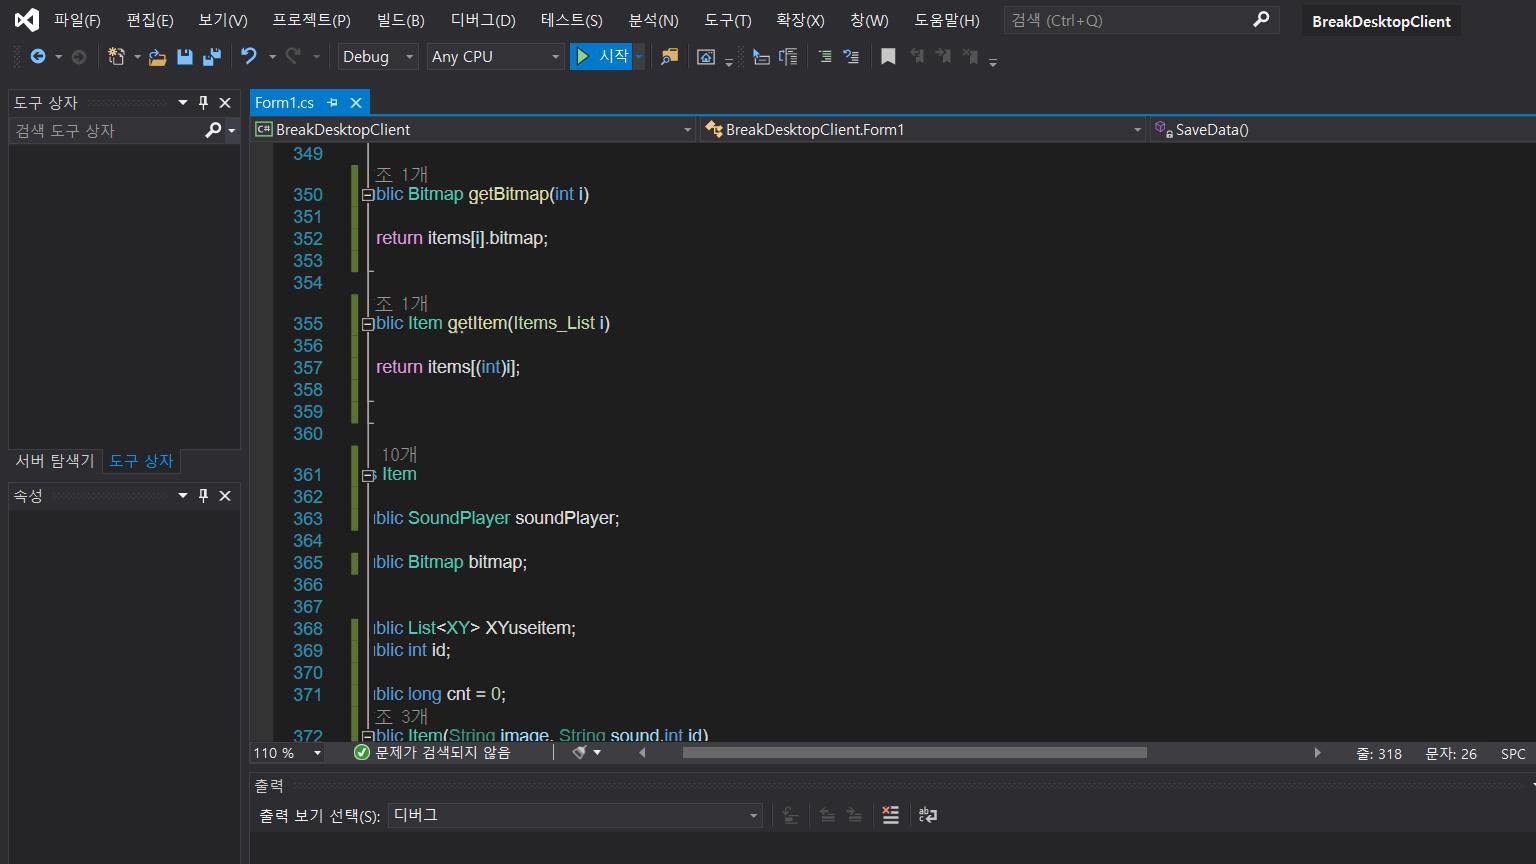 파일(F) 편집(E) 보기(V) 프로젝트(P) 빌드(B) 디버그(D) 테스트(S) 분석(N) 도구(T) 확장(X) 창(W) 도움말(H) 검색 (Ctrl+Q) BreakDesktopClient
Debug Any CPU 시작
도구 상자
검색 도구 상자
서버 탐색기 도구 상자
속성
Form1.cs
C# BreakDesktopClient BreakDesktopClient.Form1 SaveData()
349
조 1개
350 blic Bitmap getBitmap(int i)
351
352 return items[i].bitmap;
353
354
조 1개
355 blic Item getItem(Items_List i)
356
357 return items[(int)i];
358
359
360
10개
361 s Item
362
363 ublic SoundPlayer soundPlayer;
364
365 ublic Bitmap bitmap;
366
367
368 ublic List<XY> XYuseitem;
369 ublic int id;
370
371 ublic long cnt = 0;
조 3개
372 blic Item(String image, String sound,int id)
110 % 문제가 검색되지 않음 줄: 318 문자: 26 SPC
출력
출력 보기 선택(S): 디버그